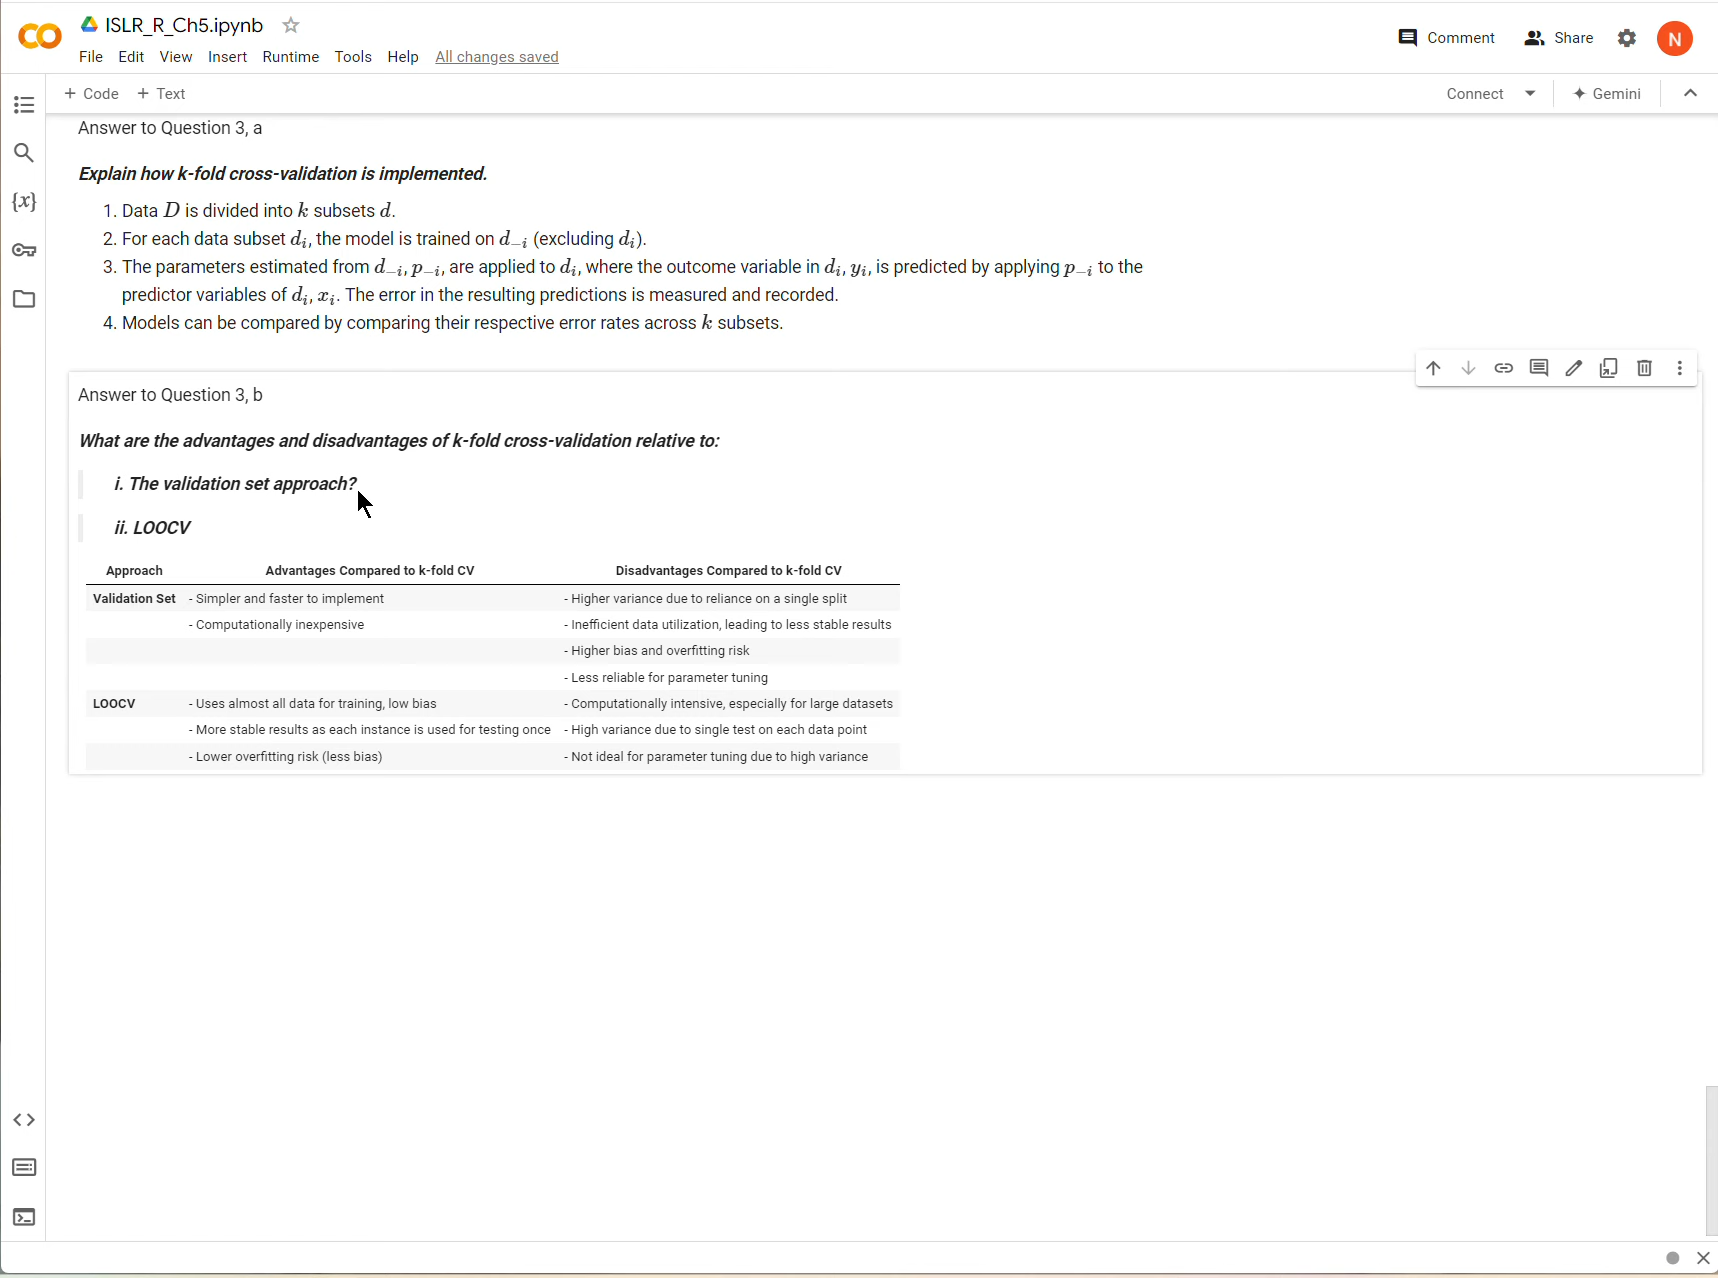 ISLR_R_Ch5.ipynb
File Edit View Insert Runtime Tools Help All changes saved
Comment Share N
+ Code + Text
Connect Gemini
{x}
Answer to Question 3, a
Explain how k-fold cross-validation is implemented.
1. Data D is divided into k subsets d.
2. For each data subset dᵢ, the model is trained on d₋ᵢ (excluding dᵢ).
3. The parameters estimated from d₋ᵢ, p₋ᵢ, are applied to dᵢ, where the outcome variable in dᵢ, yᵢ, is predicted by applying p₋ᵢ to the
predictor variables of dᵢ, xᵢ. The error in the resulting predictions is measured and recorded.
4. Models can be compared by comparing their respective error rates across k subsets.
Answer to Question 3, b
What are the advantages and disadvantages of k-fold cross-validation relative to:
i. The validation set approach?
ii. LOOCV
Approach Advantages Compared to k-fold CV Disadvantages Compared to k-fold CV
Validation Set - Simpler and faster to implement - Higher variance due to reliance on a single split
- Computationally inexpensive - Inefficient data utilization, leading to less stable results
- Higher bias and overfitting risk
- Less reliable for parameter tuning
LOOCV - Uses almost all data for training, low bias - Computationally intensive, especially for large datasets
- More stable results as each instance is used for testing once - High variance due to single test on each data point
- Lower overfitting risk (less bias) - Not ideal for parameter tuning due to high variance